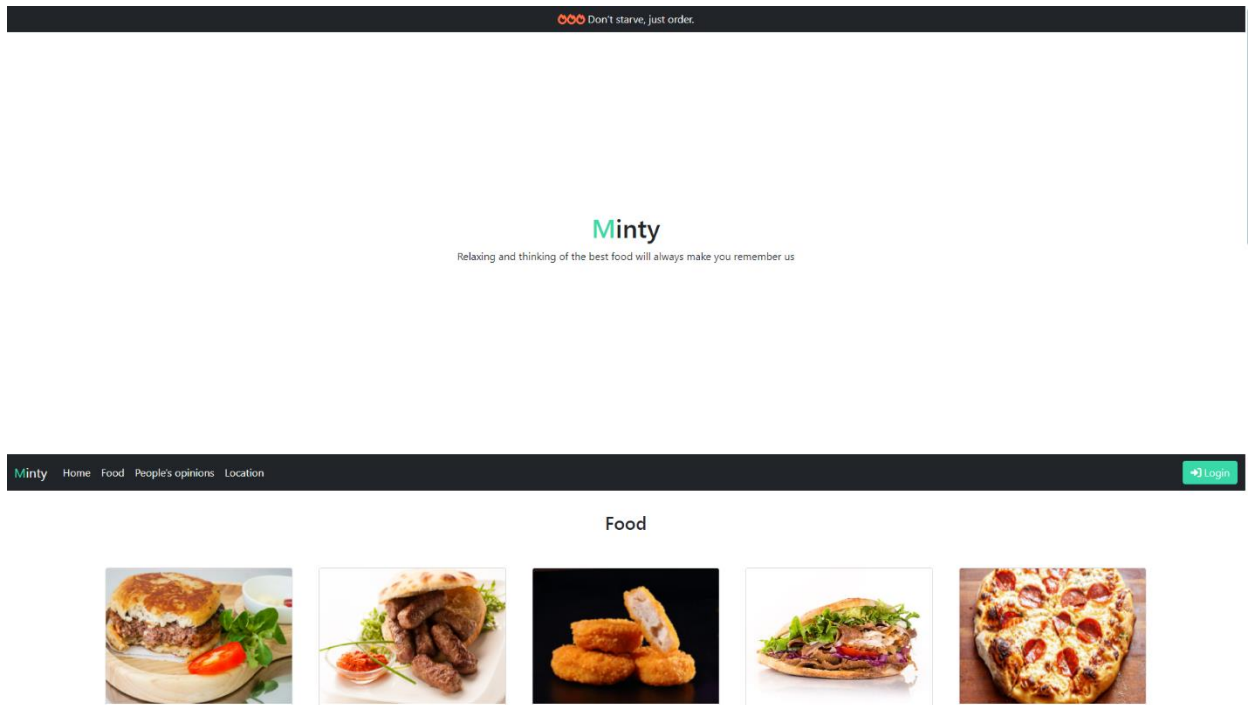 Don't starve, just order.
Minty
Relaxing and thinking of the best food will always make you remember us
Minty Home Food People's opinions Location Login
Food